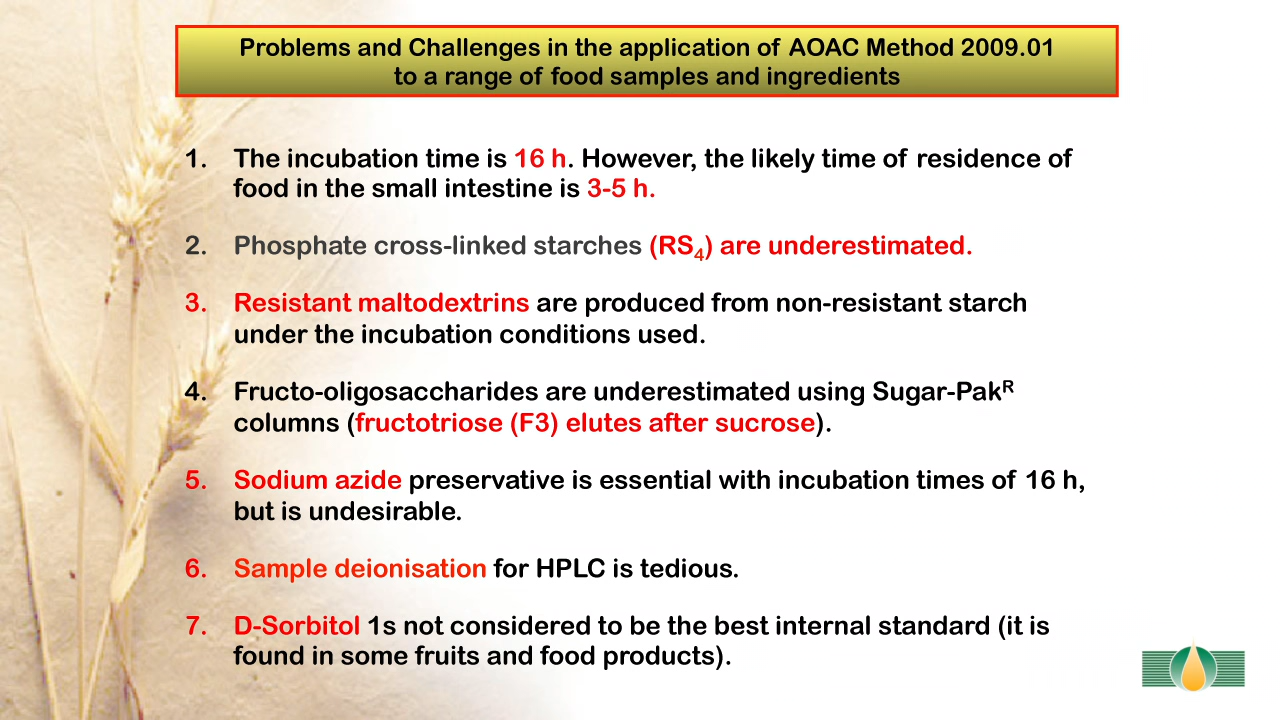 Problems and Challenges in the application of AOAC Method 2009.01
to a range of food samples and ingredients
1. The incubation time is 16 h. However, the likely time of residence of
food in the small intestine is 3-5 h.
2. Phosphate cross-linked starches (RS₄) are underestimated.
3. Resistant maltodextrins are produced from non-resistant starch
under the incubation conditions used.
4. Fructo-oligosaccharides are underestimated using Sugar-Pakᴿ
columns (fructotriose (F3) elutes after sucrose).
5. Sodium azide preservative is essential with incubation times of 16 h,
but is undesirable.
6. Sample deionisation for HPLC is tedious.
7. D-Sorbitol 1s not considered to be the best internal standard (it is
found in some fruits and food products).